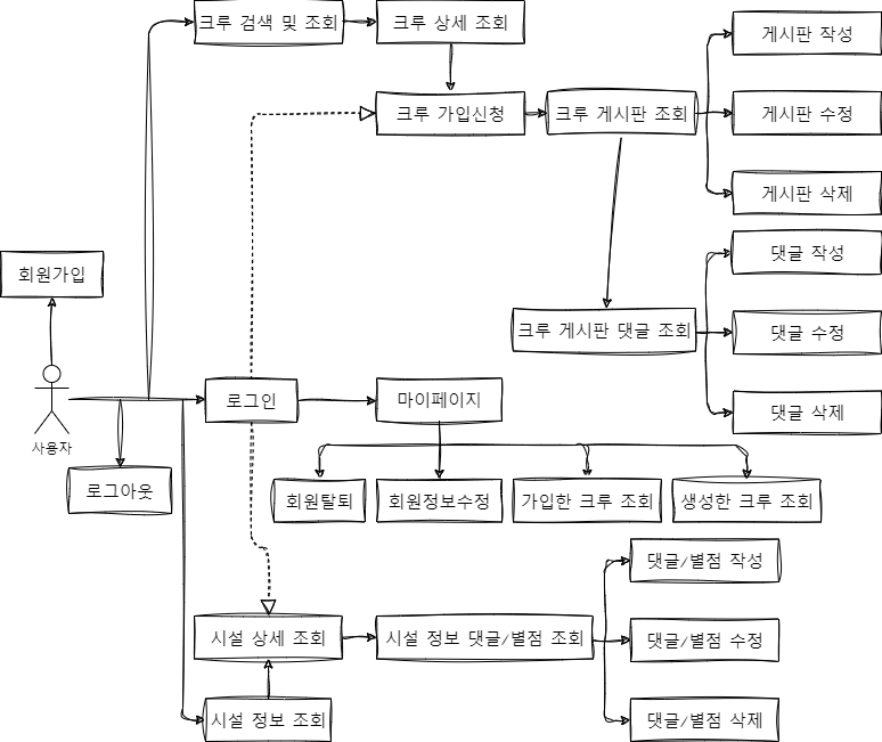 크루 검색 및 조회
크루 상세 조회
게시판 작성
크루 가입신청
크루 게시판 조회
게시판 수정
게시판 삭제
댓글 작성
회원가입
크루 게시판 댓글 조회
댓글 수정
사용자
로그인
마이페이지
댓글 삭제
로그아웃
회원탈퇴
회원정보수정
가입한 크루 조회
생성한 크루 조회
댓글/별점 작성
시설 상세 조회
시설 정보 댓글/별점 조회
댓글/별점 수정
시설 정보 조회
댓글/별점 삭제